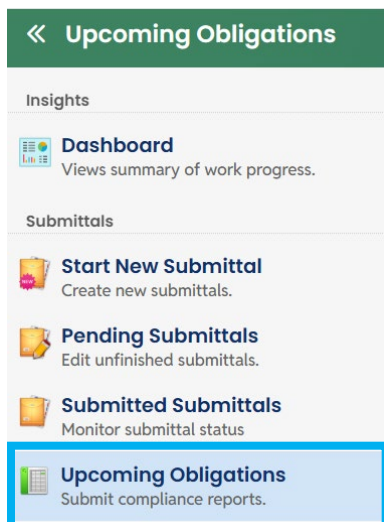 « Upcoming Obligations
Insights
Dashboard
Views summary of work progress.
Submittals
Start New Submittal
Create new submittals.
NEW
Pending Submittals
Edit unfinished submittals.
Submitted Submittals
Monitor submittal status
Upcoming Obligations
Submit compliance reports.